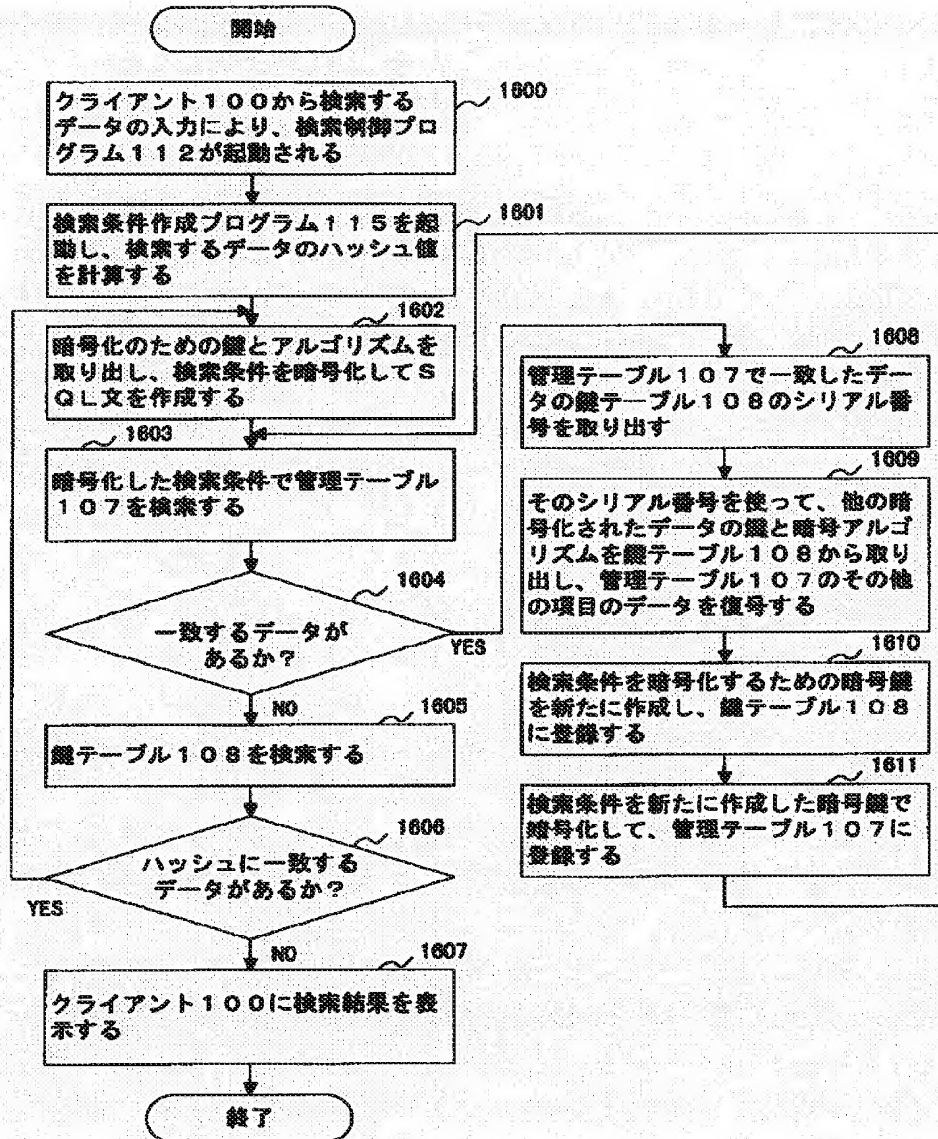 開始
1600
クライアント100から検索する
データの入力により、検索制御プロ
グラム112が起動される
1601
検索条件作成プログラム115を起
動し、検索するデータのハッシュ値
を計算する
1602
暗号化のための鍵とアルゴリズムを
取り出し、検索条件を暗号化してS
QL文を作成する
1603
暗号化した検索条件で管理テーブル
107を検索する
1604
一致するデータが
あるか?
YES
NO
1605
鍵テーブル108を検索する
1606
ハッシュに一致する
データがあるか?
YES
NO
1607
クライアント100に検索結果を表
示する
終了
1608
管理テーブル107で一致したデー
タの鍵テーブル108のシリアル番
号を取り出す
1609
そのシリアル番号を使って、他の暗
号化されたデータの鍵と暗号アルゴ
リズムを鍵テーブル108から取り
出し、管理テーブル107のその他
の項目のデータを復号する
1610
検索条件を暗号化するための暗号鍵
を新たに作成し、鍵テーブル108
に登録する
1611
検索条件を新たに作成した暗号鍵で
暗号化して、管理テーブル107に
登録する